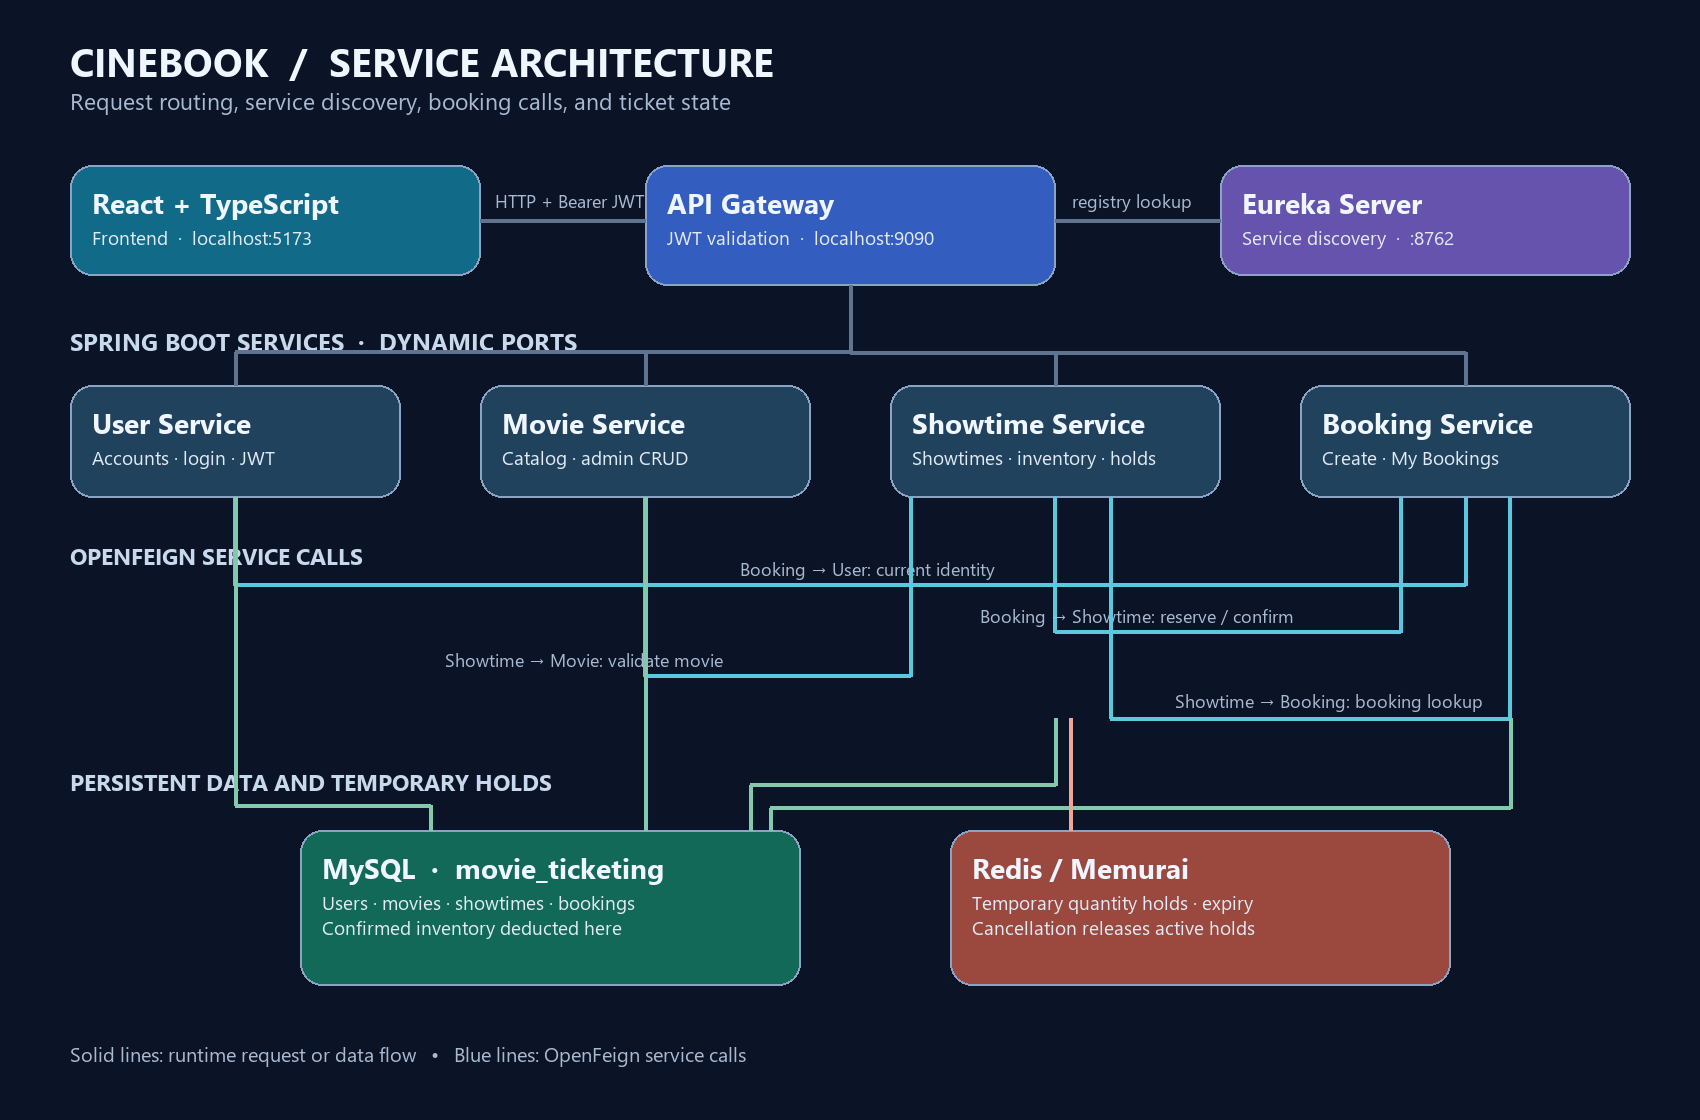 CINEBOOK / SERVICE ARCHITECTURE
Request routing, service discovery, booking calls, and ticket state
React + TypeScript
Frontend · localhost:5173
HTTP + Bearer JWT
API Gateway
JWT validation · localhost:9090
registry lookup
Eureka Server
Service discovery · :8762
SPRING BOOT SERVICES · DYNAMIC PORTS
User Service
Accounts · login · JWT
Movie Service
Catalog · admin CRUD
Showtime Service
Showtimes · inventory · holds
Booking Service
Create · My Bookings
OPENFEIGN SERVICE CALLS
Booking → User: current identity
Booking → Showtime: reserve / confirm
Showtime → Movie: validate movie
Showtime → Booking: booking lookup
PERSISTENT DATA AND TEMPORARY HOLDS
MySQL · movie_ticketing
Users · movies · showtimes · bookings
Confirmed inventory deducted here
Redis / Memurai
Temporary quantity holds · expiry
Cancellation releases active holds
Solid lines: runtime request or data flow • Blue lines: OpenFeign service calls